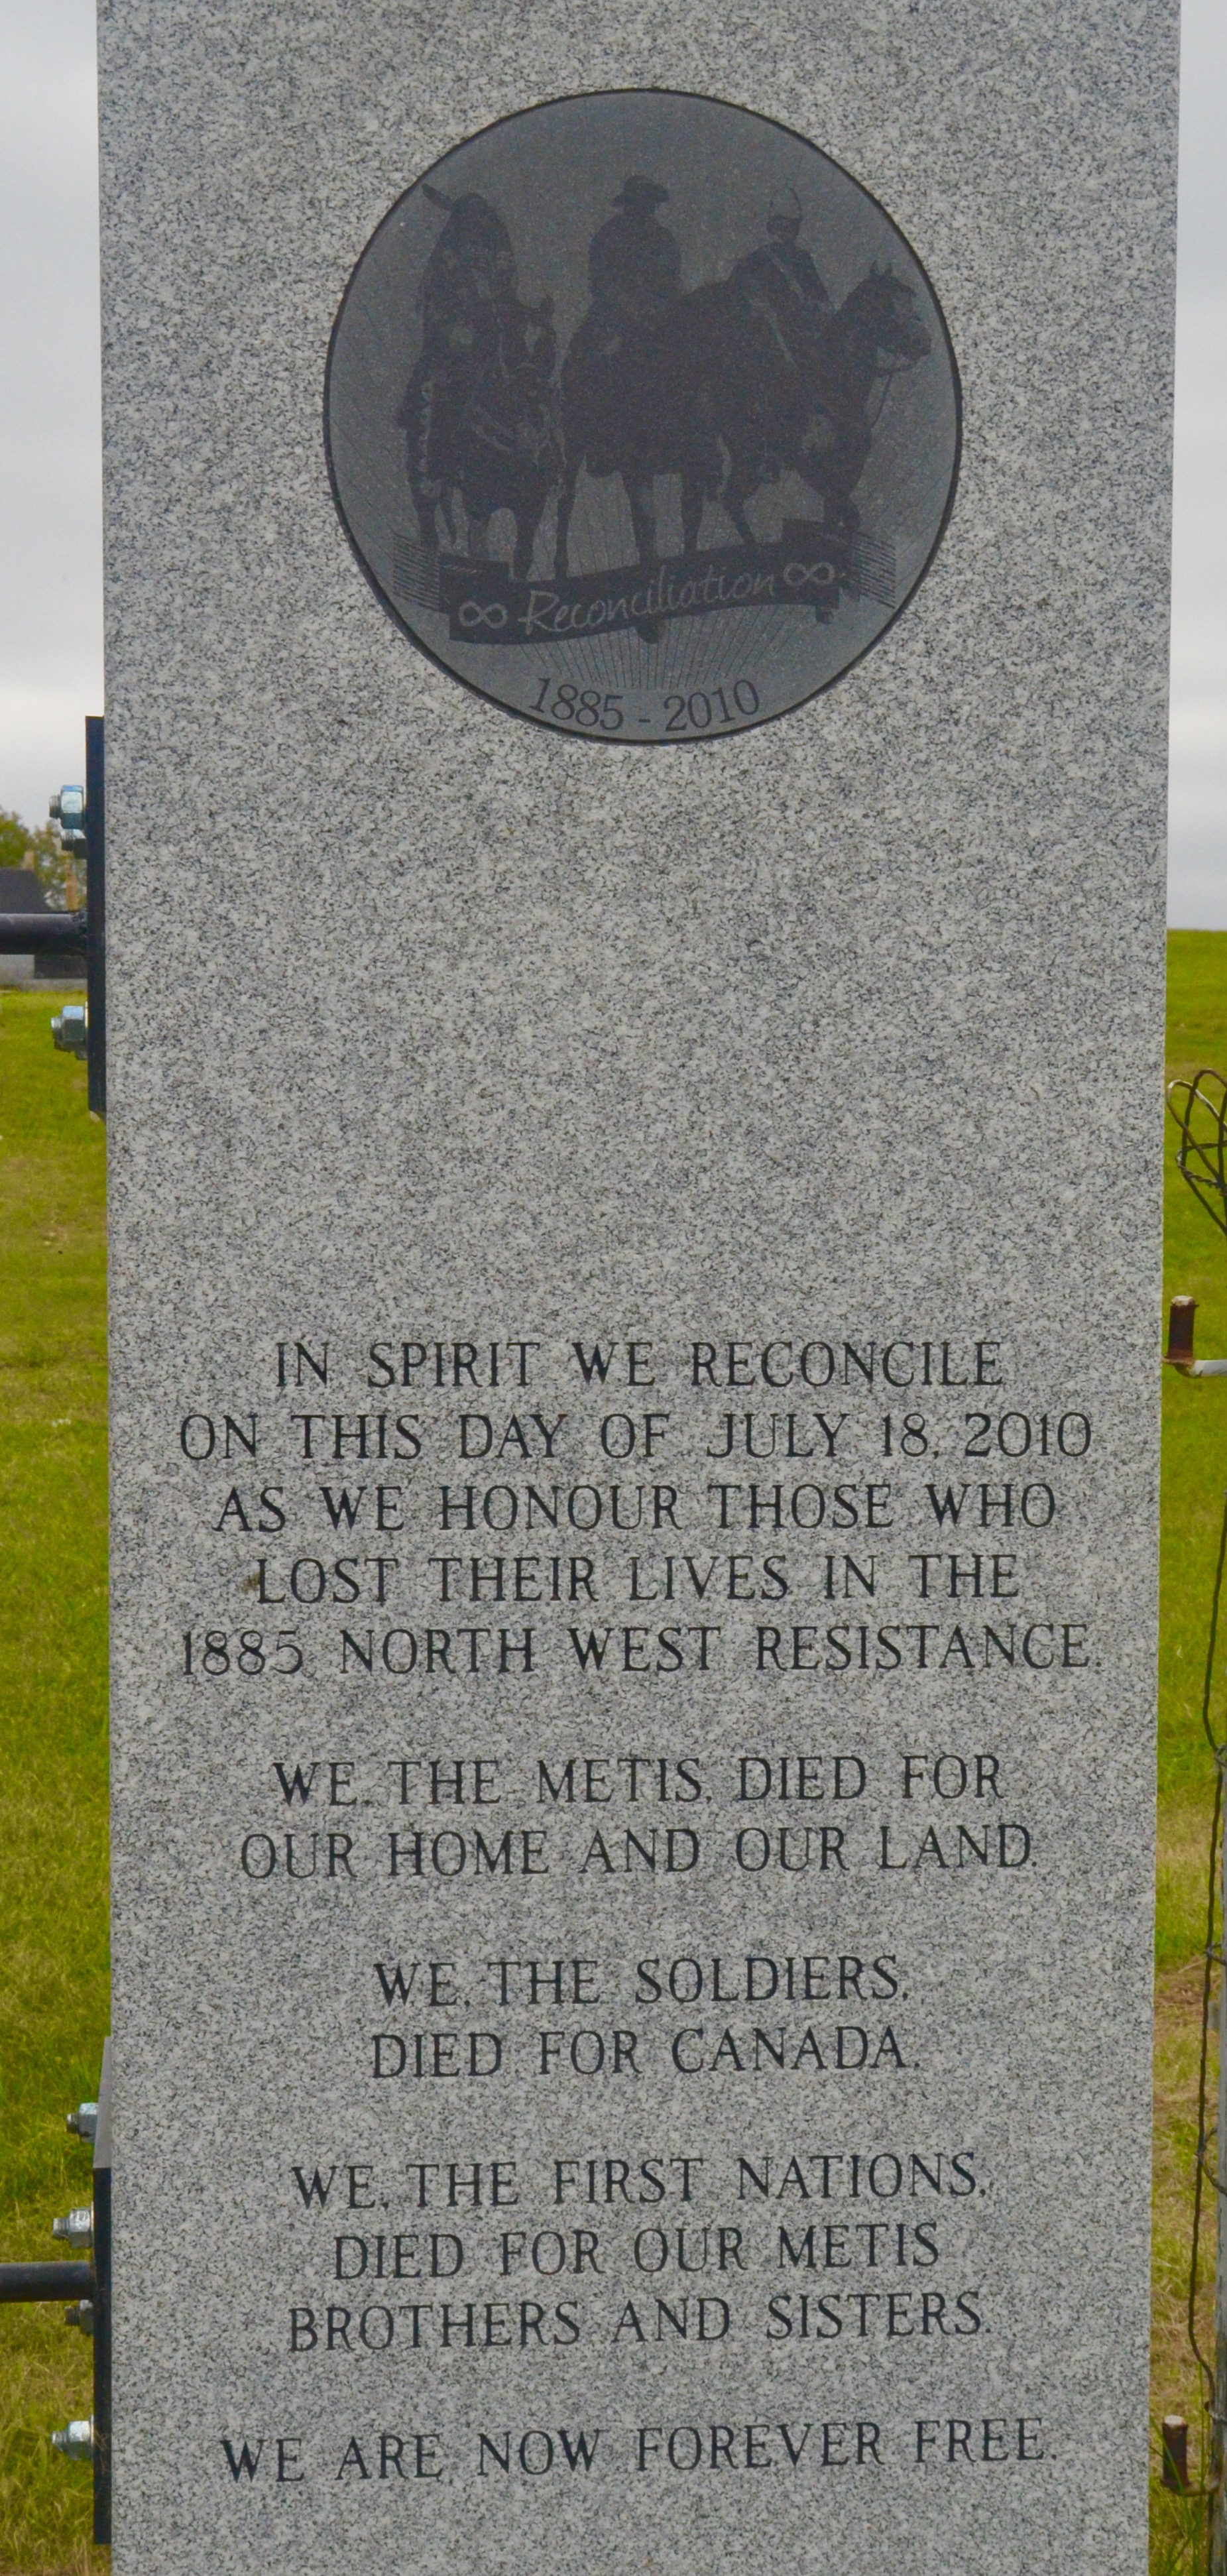 ∞ Reconciliation ∞
1885 - 2010
IN SPIRIT WE RECONCILE
ON THIS DAY OF JULY 18, 2010
AS WE HONOUR THOSE WHO
LOST THEIR LIVES IN THE
1885 NORTH WEST RESISTANCE.
WE, THE METIS, DIED FOR
OUR HOME AND OUR LAND.
WE, THE SOLDIERS,
DIED FOR CANADA.
WE, THE FIRST NATIONS,
DIED FOR OUR METIS
BROTHERS AND SISTERS.
WE ARE NOW FOREVER FREE.